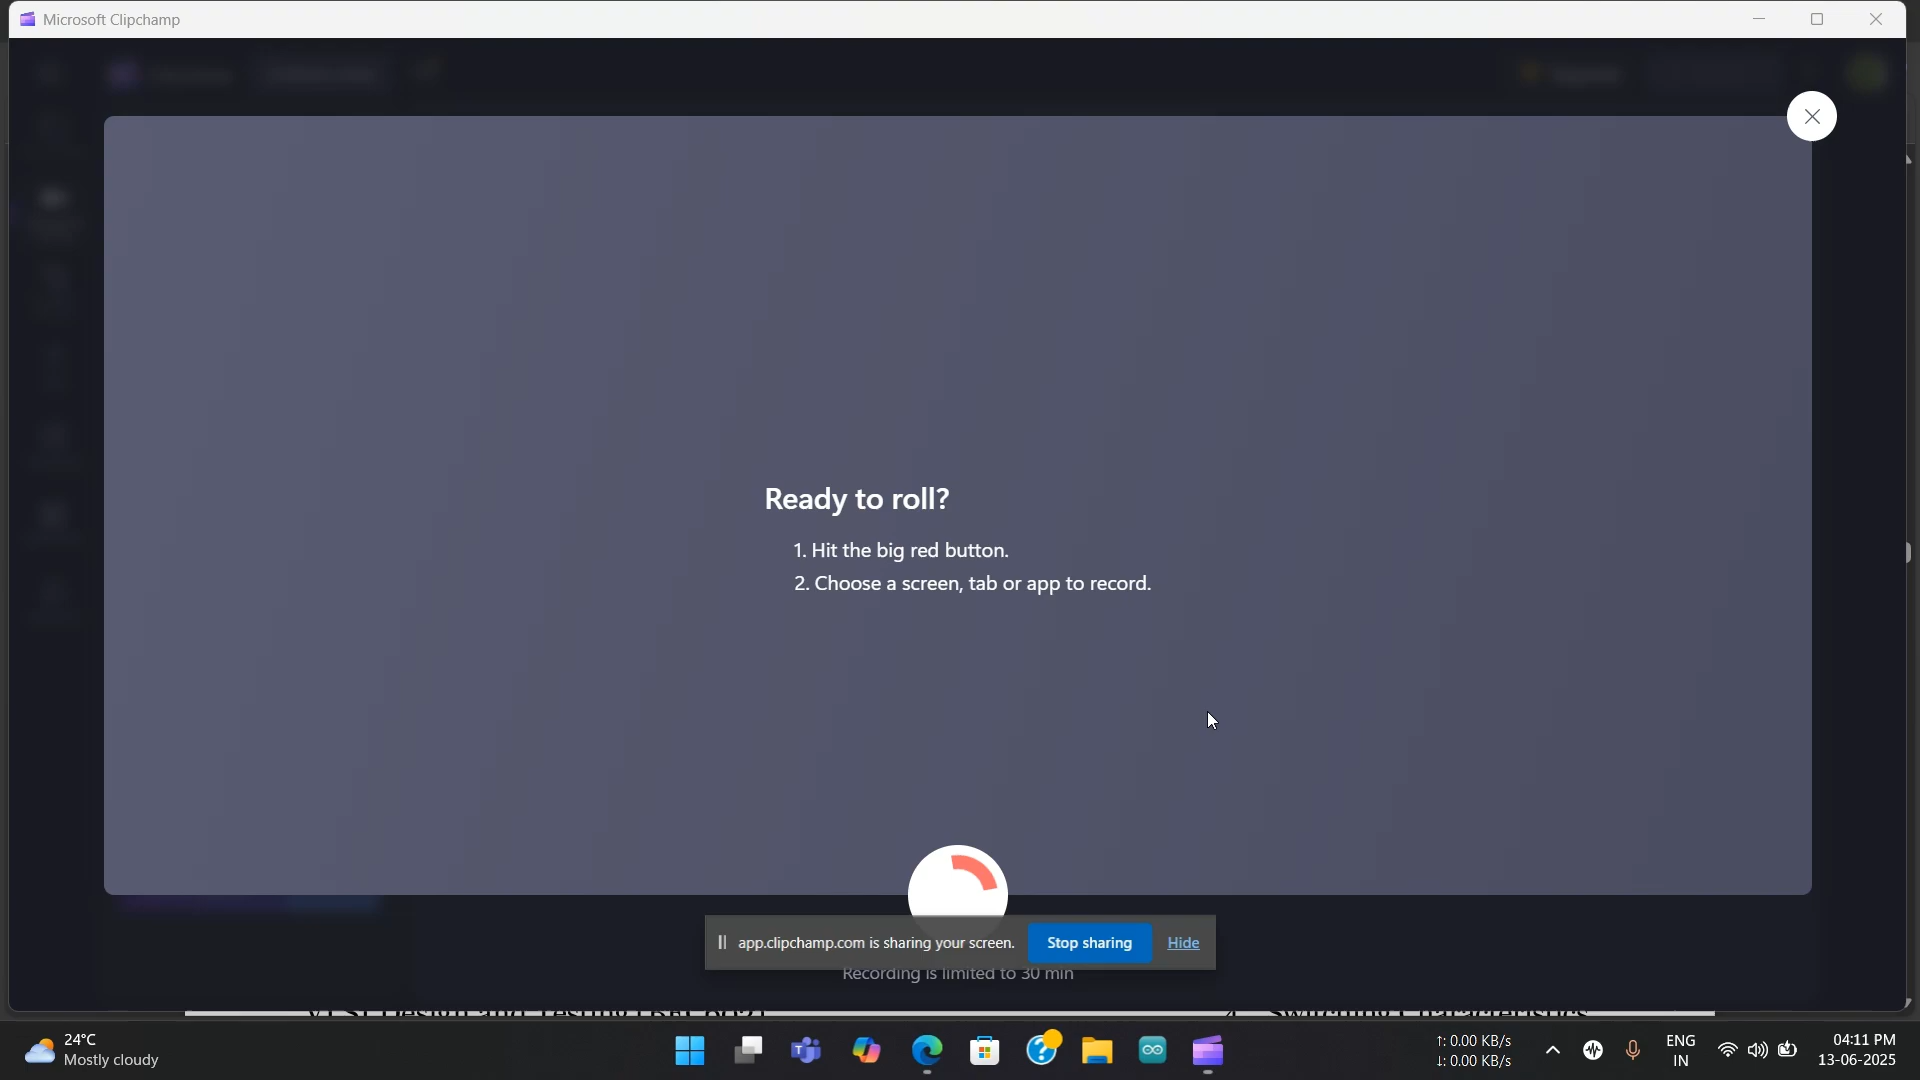 Microsoft Clipchamp
Ready to roll?
1. Hit the big red button.
2. Choose a screen, tab or app to record.
app.clipchamp.com is sharing your screen.
Stop sharing
Hide
Recording is limited to 30 min
24°C
Mostly cloudy
↑: 0.00 KB/s
↓: 0.00 KB/s
ENG
IN
04:11 PM
13-06-2025